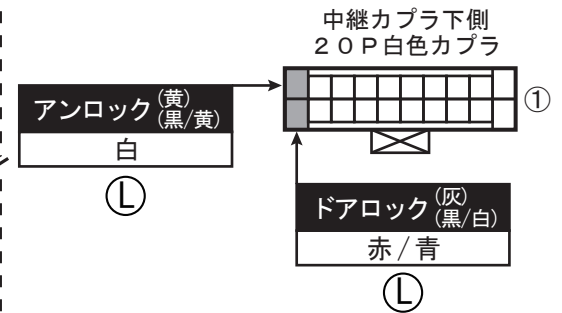 中継カプラ下側
２０Ｐ白色カプラ
①
アンロック (黄)
(黒/黄)
白
Ⓛ
ドアロック (灰)
(黒/白)
赤/青
Ⓛ